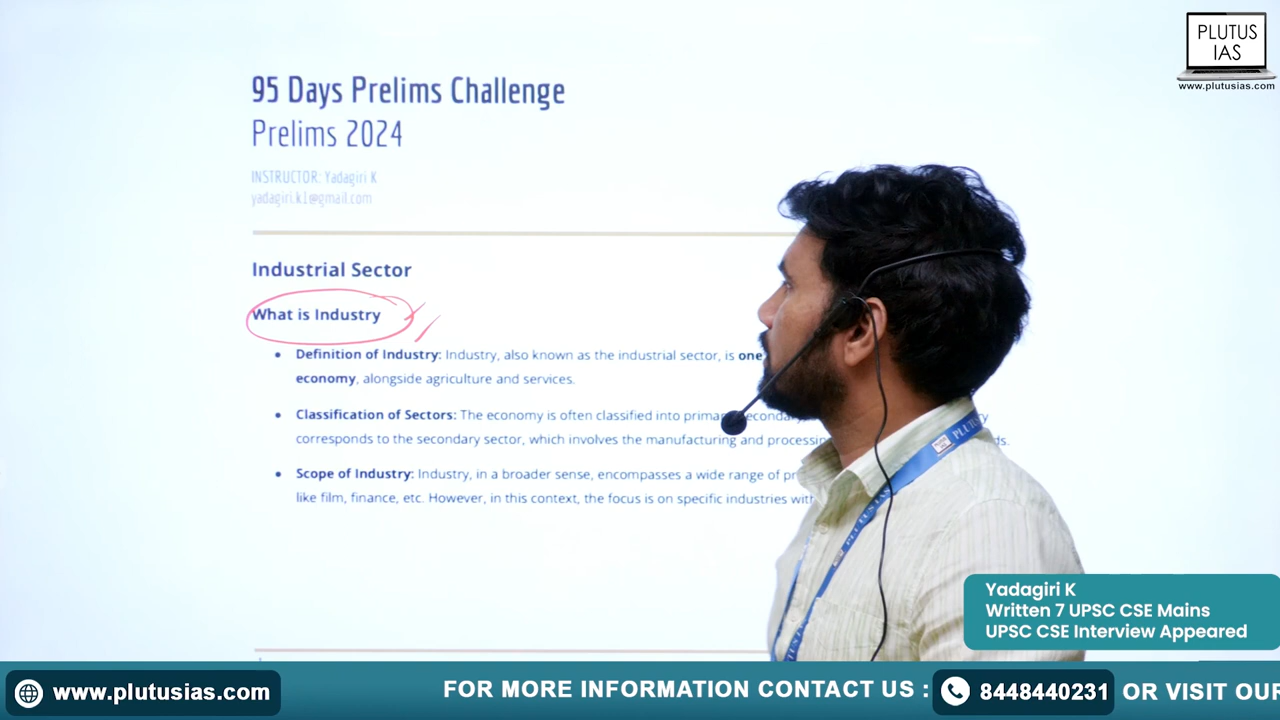 PLUTUS
IAS
www.plutusias.com
95 Days Prelims Challenge
Prelims 2024
INSTRUCTOR: Yadagiri K
yadagiri.k1@gmail.com
Industrial Sector
What is Industry
• Definition of Industry: Industry, also known as the industrial sector, is one
economy, alongside agriculture and services.
• Classification of Sectors: The economy is often classified into
corresponds to the secondary sector, which involves the manufacturing and
• Scope of Industry: Industry, in a broader sense, encompasses a wide range of
like film, finance, etc. However, in this context, the focus is on specific industries
PLUTUS IAS
Yadagiri K
Written 7 UPSC CSE Mains
UPSC CSE Interview Appeared
www.plutusias.com
FOR MORE INFORMATION CONTACT US : 8448440231 OR VISIT OUR